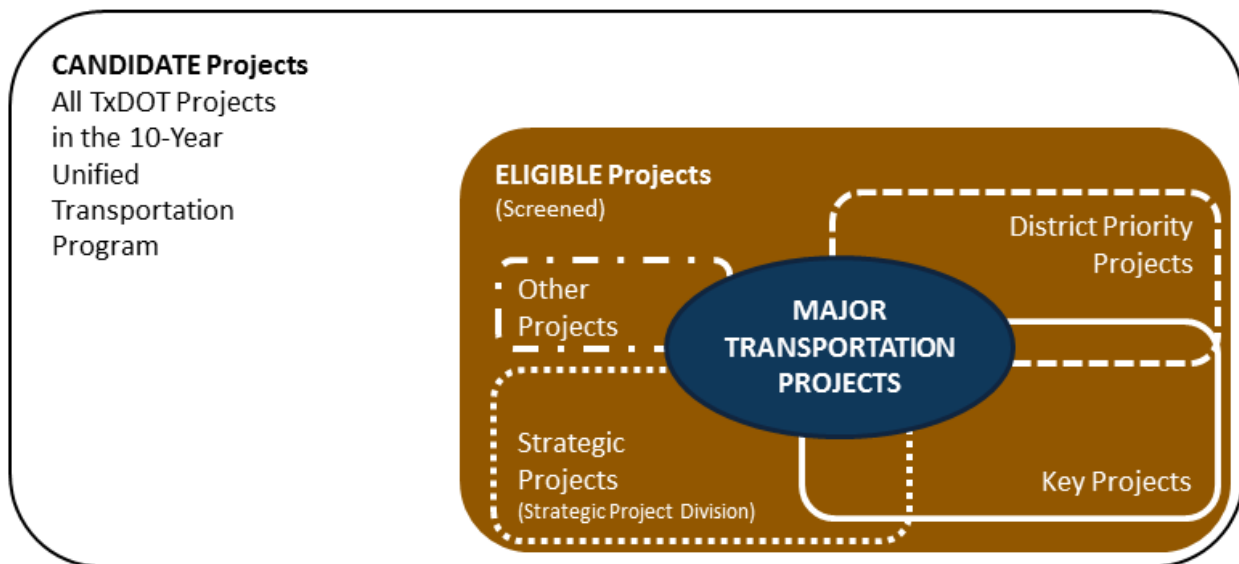 CANDIDATE Projects
All TxDOT Projects
in the 10-Year
Unified
Transportation
Program
ELIGIBLE Projects
(Screened)
District Priority
Projects
Other
Projects
MAJOR
TRANSPORTATION
PROJECTS
Strategic
Projects
(Strategic Project Division)
Key Projects